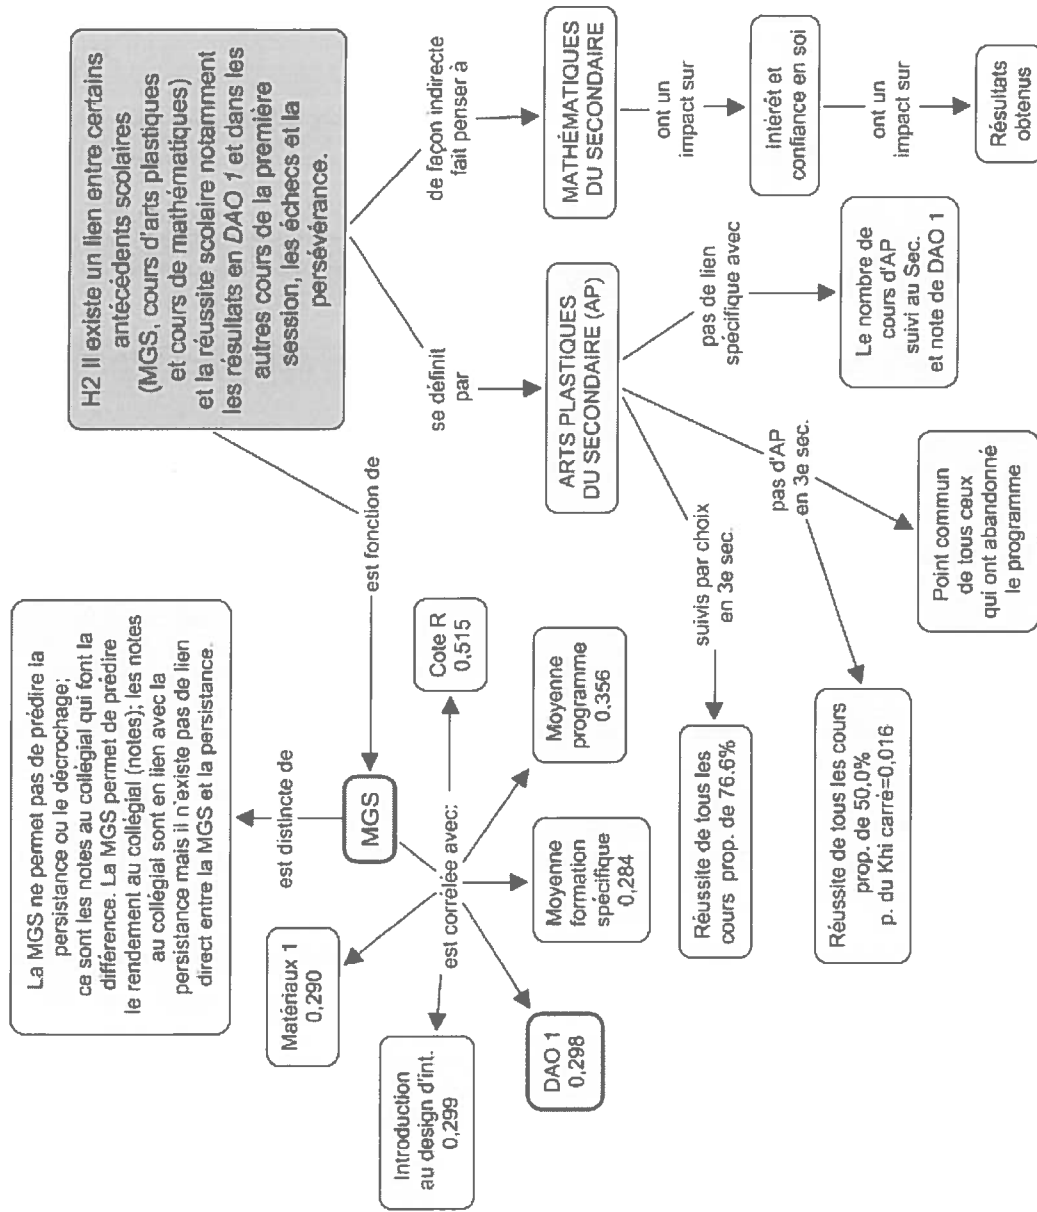 H2 Il existe un lien entre certains
antécédents scolaires
(MGS, cours d'arts plastiques
et cours de mathématiques)
et la réussite scolaire notamment
les résultats en DAO 1 et dans les
autres cours de la première
session, les échecs et la
persévérance.
est fonction de
se définit
par
de façon indirecte
fait penser à
La MGS ne permet pas de prédire la
persistance ou le décrochage;
ce sont les notes au collégial qui font la
différence. La MGS permet de prédire
le rendement au collégial (notes); les notes
au collégial sont en lien avec la
persistance mais il n'existe pas de lien
direct entre la MGS et la persistance.
est distincte de
MGS
est corrélée avec:
Matériaux 1
0,290
Introduction
au design d'int.
0,299
DAO 1
0,298
Moyenne
formation
spécifique
0,284
Moyenne
programme
0.356
Cote R
0,515
ARTS PLASTIQUES
DU SECONDAIRE (AP)
suivis par choix
en 3e sec.
Réussite de tous les
cours prop. de 76.6%
pas d'AP
en 3e sec.
Réussite de tous les cours
prop. de 50,0%
p. du Khi carré=0,016
Point commun
de tous ceux
qui ont abandonné
le programme
pas de lien
spécifique avec
Le nombre de
cours d'AP
suivi au Sec.
et note de DAO 1
MATHÉMATIQUES
DU SECONDAIRE
ont un
impact sur
Intérét et
confiance en soi
ont un
impact sur
Résultats
obtenus